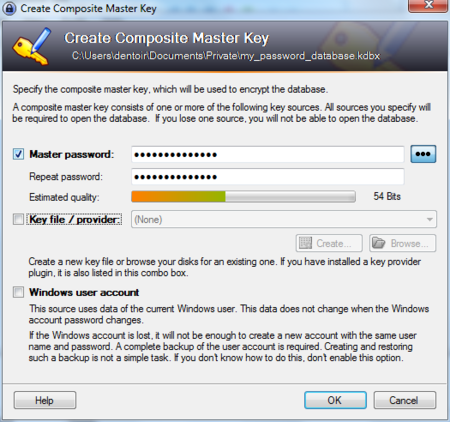 Create Composite Master Key
Create Composite Master Key
C:\Users\dentoir\Documents\Private\my_password_database.kdbx
Specify the composite master key, which will be used to encrypt the database.
A composite master key consists of one or more of the following key sources. All sources you specify will
be required to open the database. If you lose one source, you will not be able to open the database.
Master password: ●●●●●●●●●●●●●● ●●●
Repeat password: ●●●●●●●●●●●●●●
Estimated quality: 54 Bits
Key file / provider: (None)
Create... Browse...
Create a new key file or browse your disks for an existing one. If you have installed a key provider
plugin, it is also listed in this combo box.
Windows user account
This source uses data of the current Windows user. This data does not change when the Windows
account password changes.
If the Windows account is lost, it will not be enough to create a new account with the same user
name and password. A complete backup of the user account is required. Creating and restoring
such a backup is not a simple task. If you don't know how to do this, don't enable this option.
Help OK Cancel